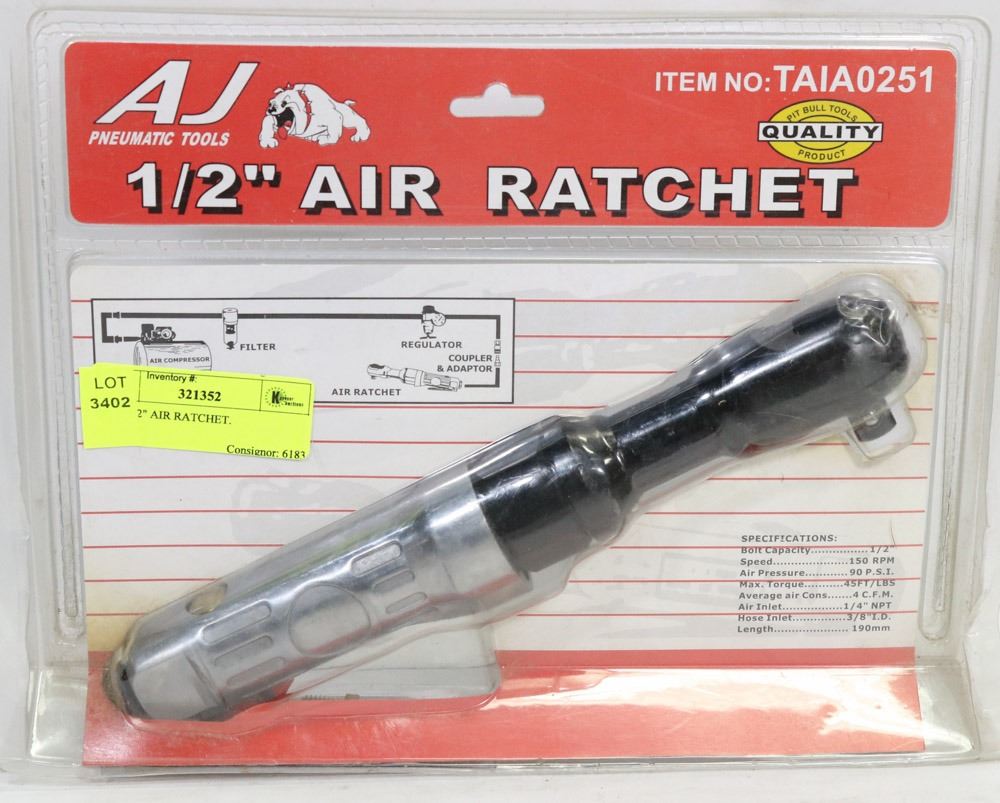 AJ
PNEUMATIC TOOLS
ITEM NO: TAIA0251
PIT BULL TOOLS
QUALITY
PRODUCT
1/2" AIR RATCHET
FILTER
REGULATOR
AIR COMPRESSOR
COUPLER
& ADAPTOR
AIR RATCHET
LOT
3402
Inventory #:
321352
2" AIR RATCHET.
Consignor: 6183
SPECIFICATIONS:
Bolt Capacity................1/2"
Speed.....................150 RPM
Air Pressure............90 P.S.I.
Max. Torque...........45FT/LBS
Average air Cons.......4 C.F.M.
Air Inlet.................1/4" NPT
Hose Inlet...............3/8"I.D.
Length.....................190mm